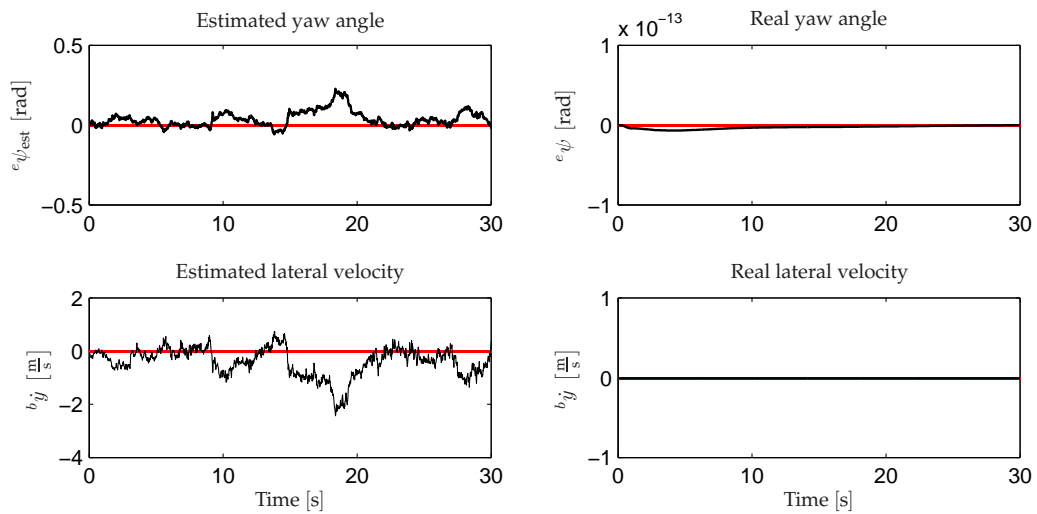 Estimated yaw angle
0.5
0
−0.5
0 10 20 30
ᵉψ_est [rad]
Real yaw angle
x 10⁻¹³
1
0
−1
0 10 20 30
ᵉψ [rad]
Estimated lateral velocity
2
0
−2
−4
0 10 20 30
ᵇẏ [m/s]
Time [s]
Real lateral velocity
1
0
−1
0 10 20 30
ᵇẏ [m/s]
Time [s]